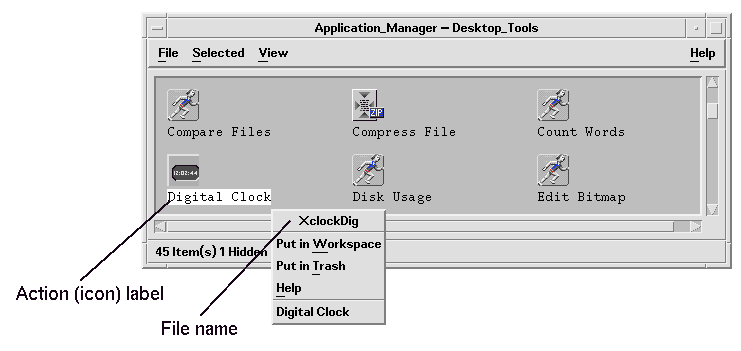 Application_Manager – Desktop_Tools
File Selected View Help
Compare Files Compress File Count Words
ZIP
12:02:44
Digital Clock Disk Usage Edit Bitmap
XclockDig
Put in Workspace
Put in Trash
Help
Digital Clock
45 Item(s) 1 Hidden
Action (icon) label
File name